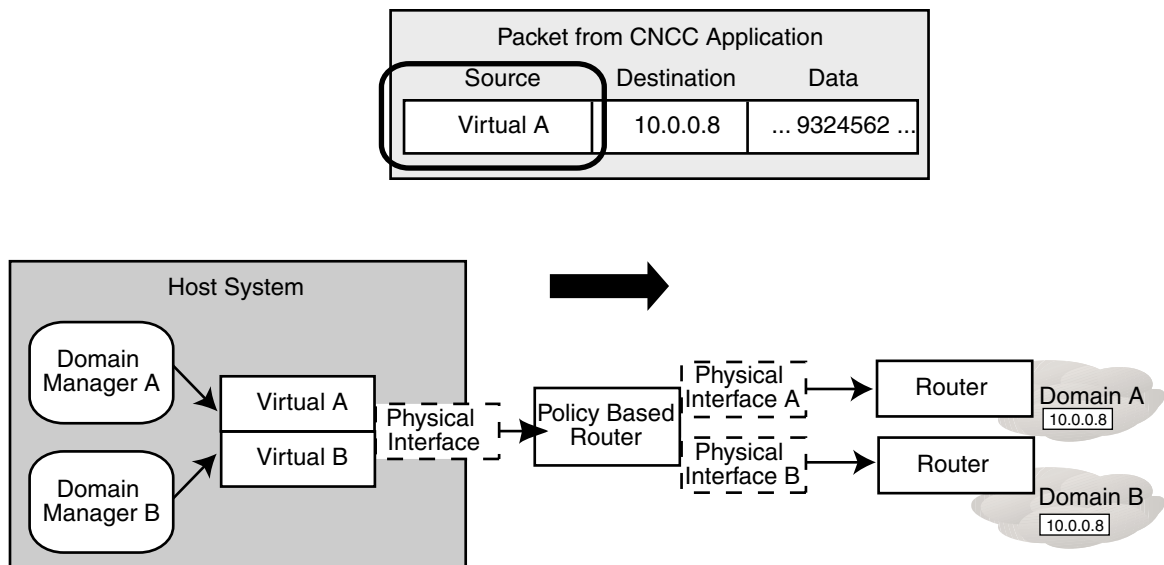 Packet from CNCC Application
Source Destination Data
Virtual A 10.0.0.8 ... 9324562 ...
Host System
Domain
Manager A
Domain
Manager B
Virtual A
Virtual B
Physical
Interface
Policy Based
Router
Physical
Interface A
Physical
Interface B
Router
Router
Domain A
10.0.0.8
Domain B
10.0.0.8